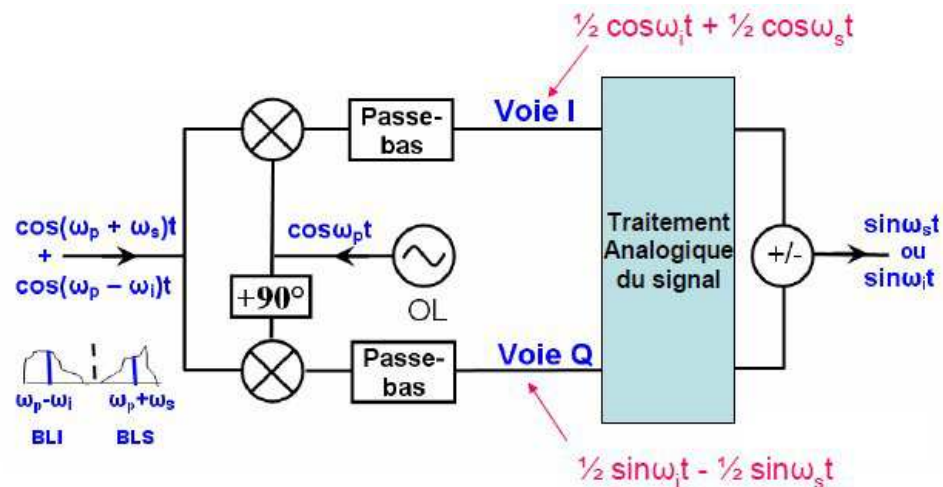 ½ cosωᵢt + ½ cosωₛt
Voie I
Passe-
bas
cos(ωₚ + ωₛ)t
+
cos(ωₚ - ωᵢ)t
cosωₚt
OL
+90°
Traitement
Analogique
du signal
+/-
sinωₛt
ou
sinωᵢt
Passe-
bas
Voie Q
ωₚ-ωᵢ
ωₚ+ωₛ
BLI
BLS
½ sinωᵢt - ½ sinωₛt